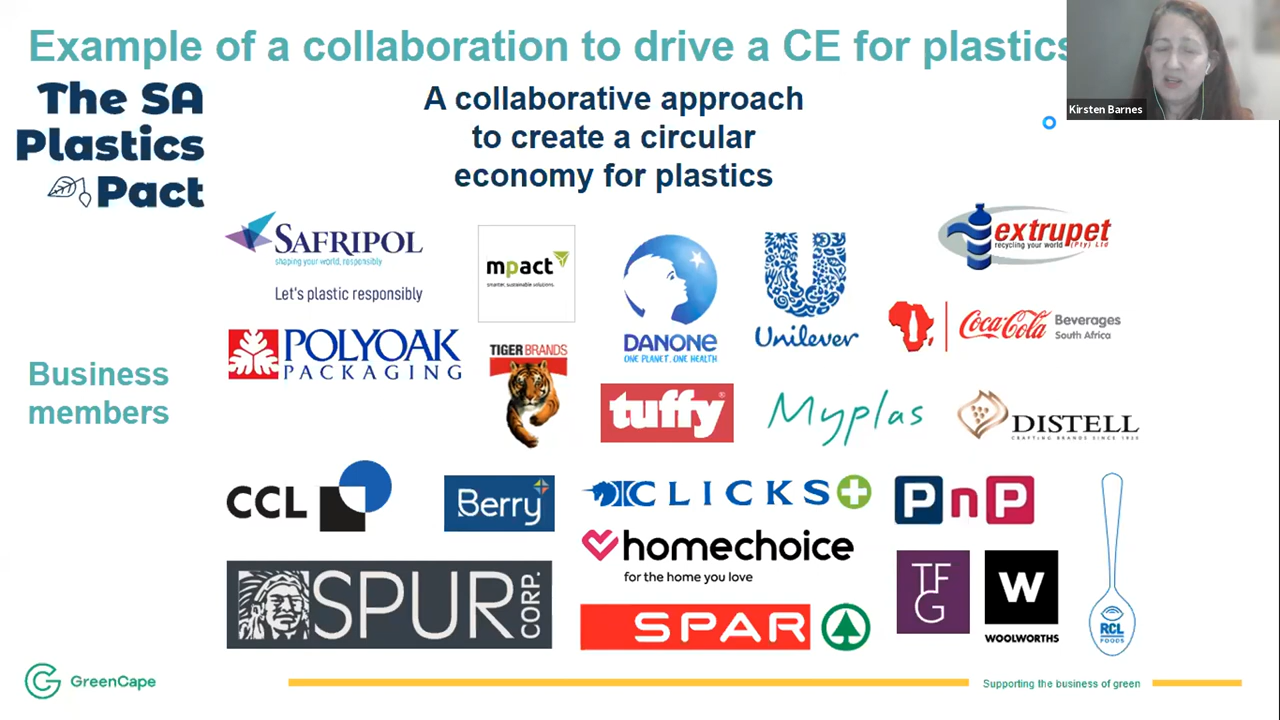 Example of a collaboration to drive a CE for plastics
Kirsten Barnes
The SA
Plastics
Pact
A collaborative approach
to create a circular
economy for plastics
SAFRIPOL
shaping your world, responsibly
Let's plastic responsibly
mpact
smarter, sustainable solutions.
DANONE
ONE PLANET. ONE HEALTH
U
Unilever
extrupet
recycling your world (Pty) Ltd
Coca-Cola Beverages
South Africa
POLYOAK
PACKAGING
TIGER BRANDS
Business
members
tuffy®
Myplas
DISTELL
CRAFTING BRANDS SINCE 1925
CCL
Berry
CLICKS
PnP
homechoice
for the home you love
SPUR CORP.
SPAR
TFG
W
WOOLWORTHS
RCL
FOODS
GreenCape
Supporting the business of green